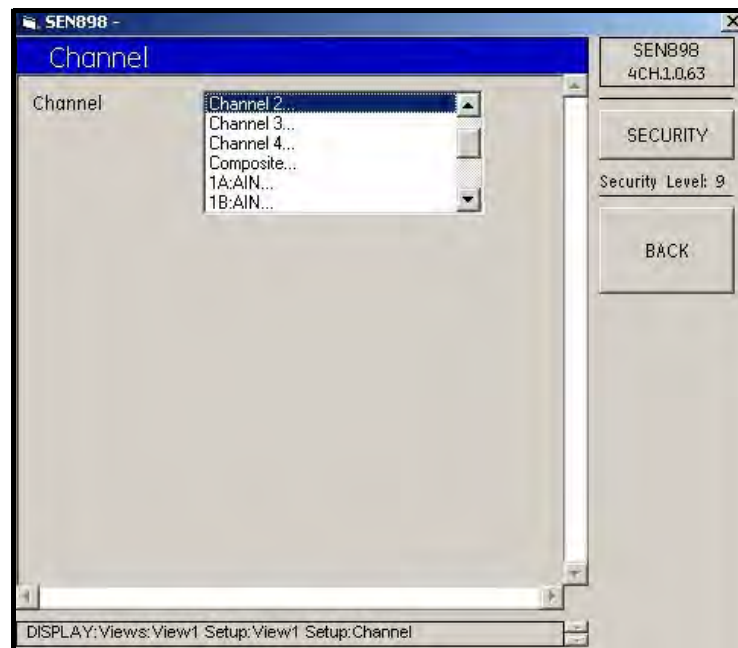 SEN898 -
Channel
SEN898
4CH.1.0.63
Channel
Channel 2...
Channel 3...
Channel 4...
Composite...
1A:AIN...
1B:AIN...
SECURITY
Security Level: 9
BACK
DISPLAY:Views:View1 Setup:View1 Setup:Channel